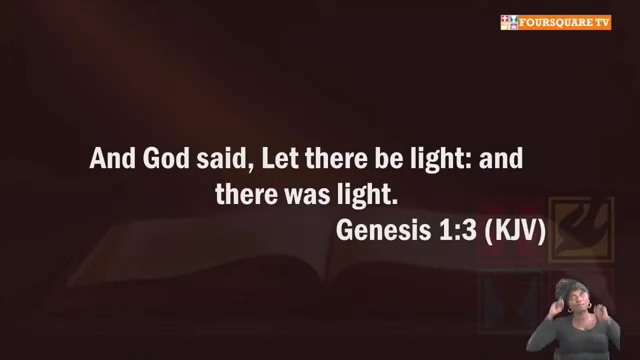 FOURSQUARE TV
And God said, Let there be light: and
there was light.
Genesis 1:3 (KJV)